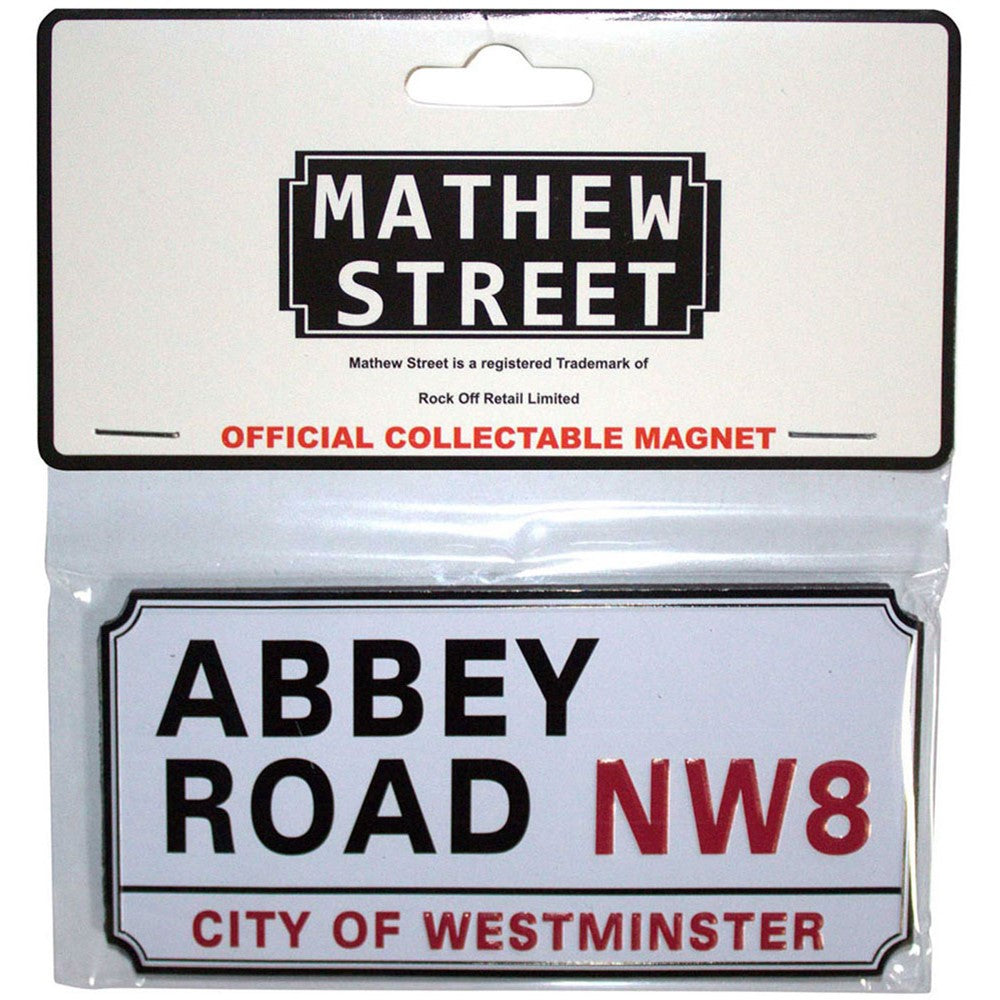 MATHEW
STREET
Mathew Street is a registered Trademark of
Rock Off Retail Limited
OFFICIAL COLLECTABLE MAGNET
ABBEY
ROAD NW8
CITY OF WESTMINSTER